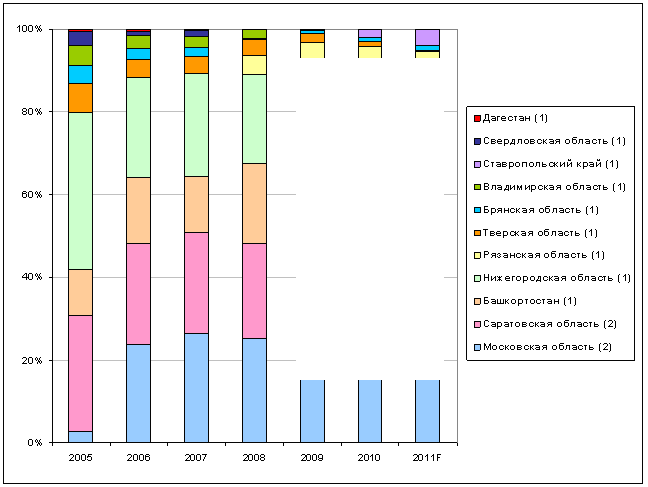 100%
80%
60%
40%
20%
0%
2005 2006 2007 2008 2009 2010 2011F
Дагестан (1)
Свердловская область (1)
Ставропольский край (1)
Владимирская область (1)
Брянская область (1)
Тверская область (1)
Рязанская область (1)
Нижегородская область (1)
Башкортостан (1)
Саратовская область (2)
Московская область (2)